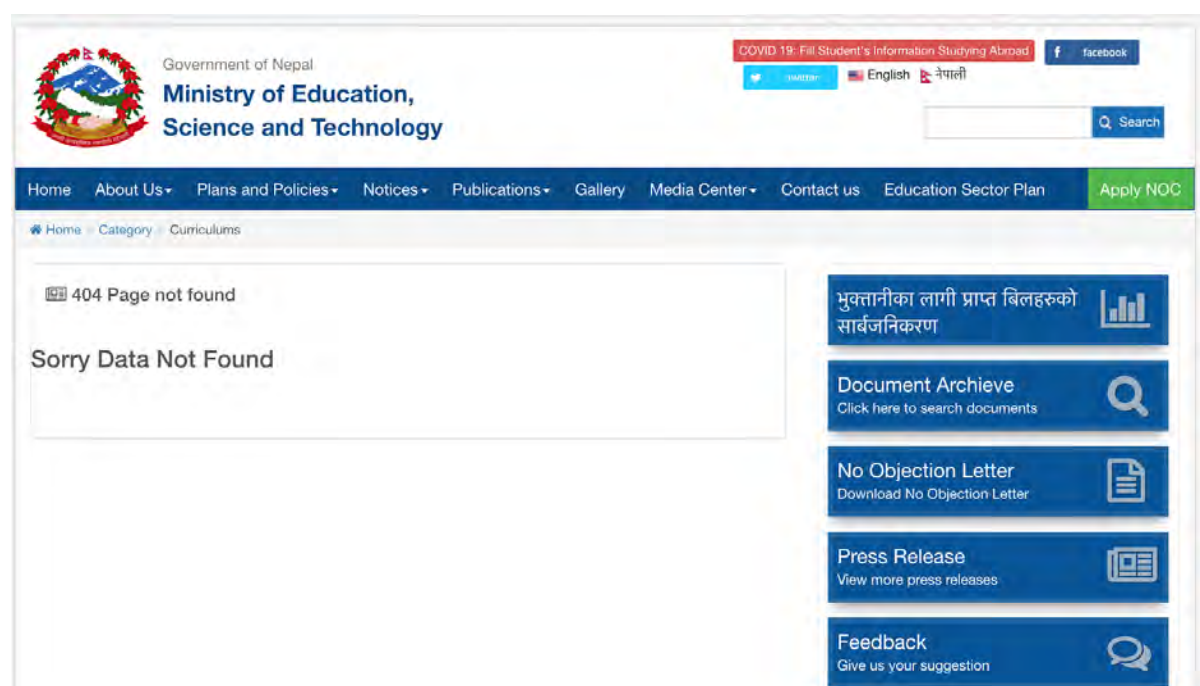 COVID 19: Fill Student's Information Studying Abroad
facebook
twitter
English नेपाली
Government of Nepal
Ministry of Education,
Science and Technology
Search
Home About Us Plans and Policies Notices Publications Gallery Media Center Contact us Education Sector Plan Apply NOC
Home Category Curriculums
404 Page not found
Sorry Data Not Found
भुक्तानीका लागी प्राप्त बिलहरुको
सार्बजनिकरण
Document Archieve
Click here to search documents
No Objection Letter
Download No Objection Letter
Press Release
View more press releases
Feedback
Give us your suggestion